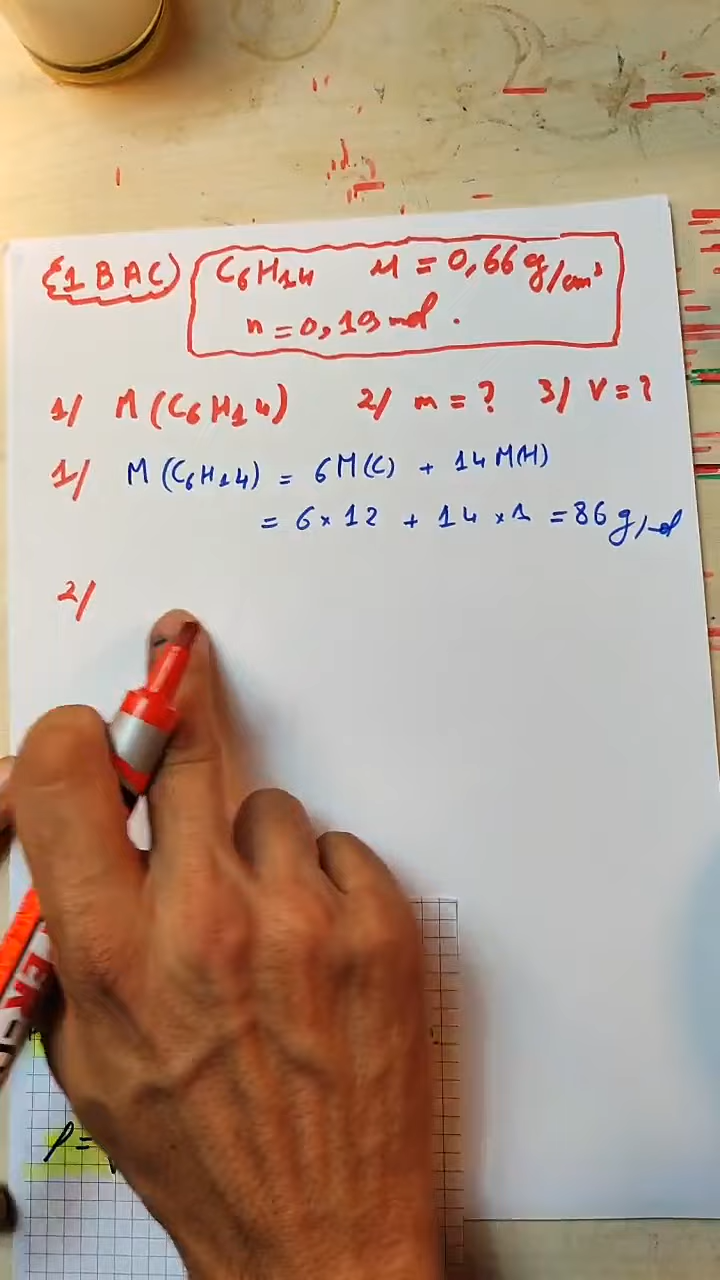 {1 BAC) C₆H₁₄ μ = 0,66 g/cm³
n = 0,19 mol.
1/ M(C₆H₁₄) 2/ m = ? 3/ V = ?
1/ M(C₆H₁₄) = 6M(C) + 14M(H)
= 6 × 12 + 14 × 1 = 86 g/mol
2/
ρ =